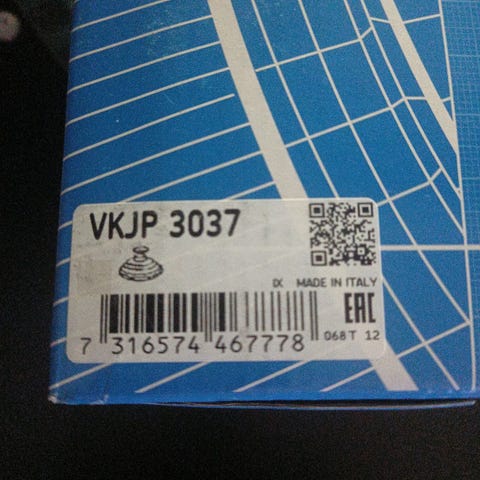 VKJP 3037
IX MADE IN ITALY
EAC
068T 12
7 316574 467778